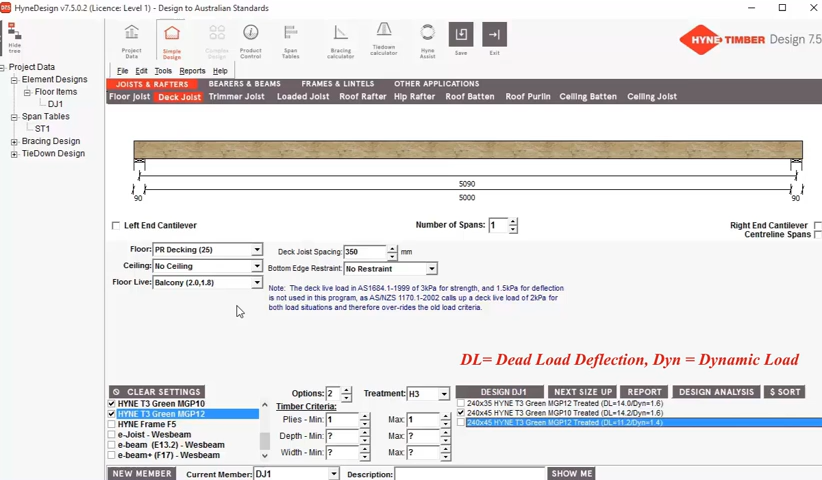 HyneDesign v7.5.0.2 (Licence: Level 1) - Design to Australian Standards
Hide tree
Project Data
Simple Design
Complex Design
Product Control
Span Tables
Bracing calculator
Tiedown calculator
Hyne Assist
Save
Exit
HYNE TIMBER Design 7.5
File Edit Tools Reports Help
Project Data
Element Designs
Floor Items
DJ1
Span Tables
ST1
Bracing Design
TieDown Design
JOISTS & RAFTERS BEARERS & BEAMS FRAMES & LINTELS OTHER APPLICATIONS
Floor Joist Deck Joist Trimmer Joist Loaded Joist Roof Rafter Hip Rafter Roof Batten Roof Purlin Ceiling Batten Ceiling Joist
5090
90 5000 90
Left End Cantilever
Number of Spans: 1
Right End Cantilever
Centreline Spans
Floor: PR Decking (25)
Deck Joist Spacing: 350 mm
Ceiling: No Ceiling
Bottom Edge Restraint: No Restraint
Floor Live: Balcony (2.0,1.8)
Note: The deck live load in AS1684.1-1999 of 3kPa for strength, and 1.5kPa for deflection
is not used in this program, as AS/NZS 1170.1-2002 calls up a deck live load of 2kPa for
both load situations and therefore over-rides the old load criteria.
DL= Dead Load Deflection, Dyn = Dynamic Load
CLEAR SETTINGS
HYNE T3 Green MGP10
HYNE T3 Green MGP12
HYNE Frame F5
e-Joist - Wesbeam
e-beam (E13.2) - Wesbeam
e-beam+ (F17) - Wesbeam
Options: 2
Treatment: H3
Timber Criteria:
Plies - Min: 1 Max: 1
Depth - Min: ? Max: ?
Width - Min: ? Max: ?
DESIGN DJ1 NEXT SIZE UP REPORT DESIGN ANALYSIS $ SORT
240x35 HYNE T3 Green MGP12 Treated (DL=14.0/Dyn=1.6)
240x45 HYNE T3 Green MGP10 Treated (DL=14.2/Dyn=1.6)
240x45 HYNE T3 Green MGP12 Treated (DL=11.2/Dyn=1.4)
NEW MEMBER
Current Member: DJ1
Description:
SHOW ME